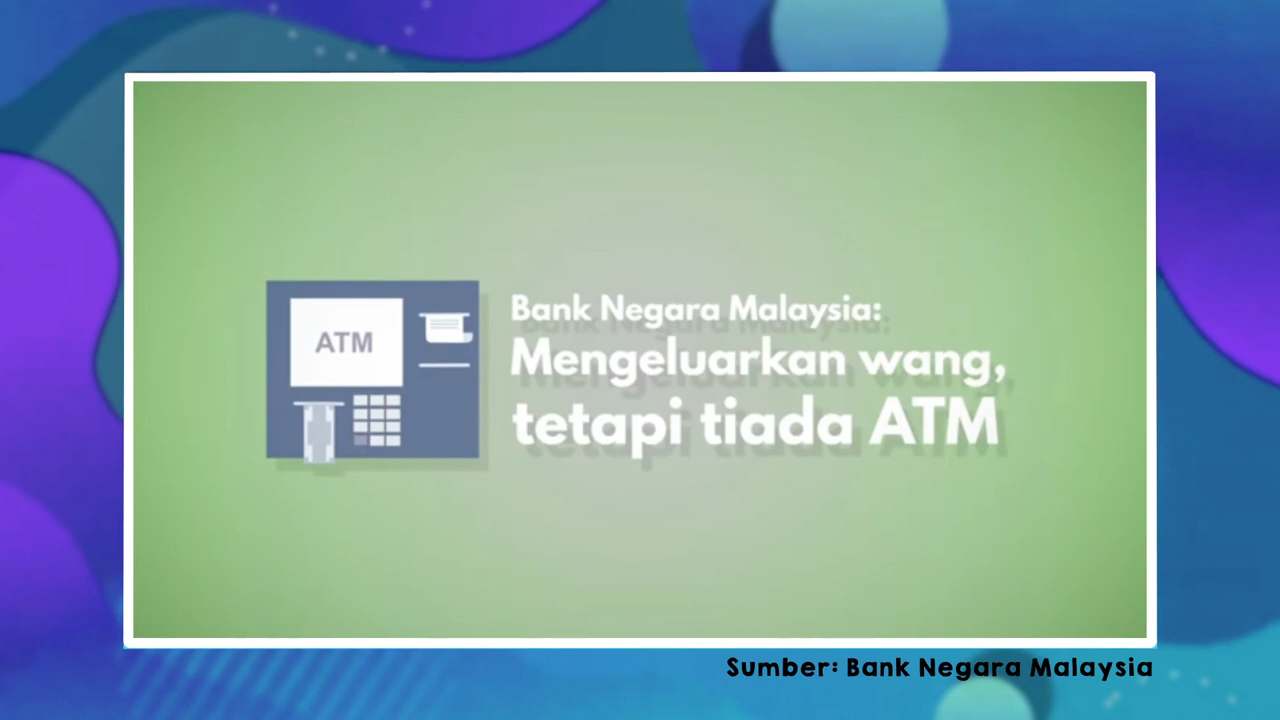 ATM
Bank Negara Malaysia:
Mengeluarkan wang,
tetapi tiada ATM
Sumber: Bank Negara Malaysia